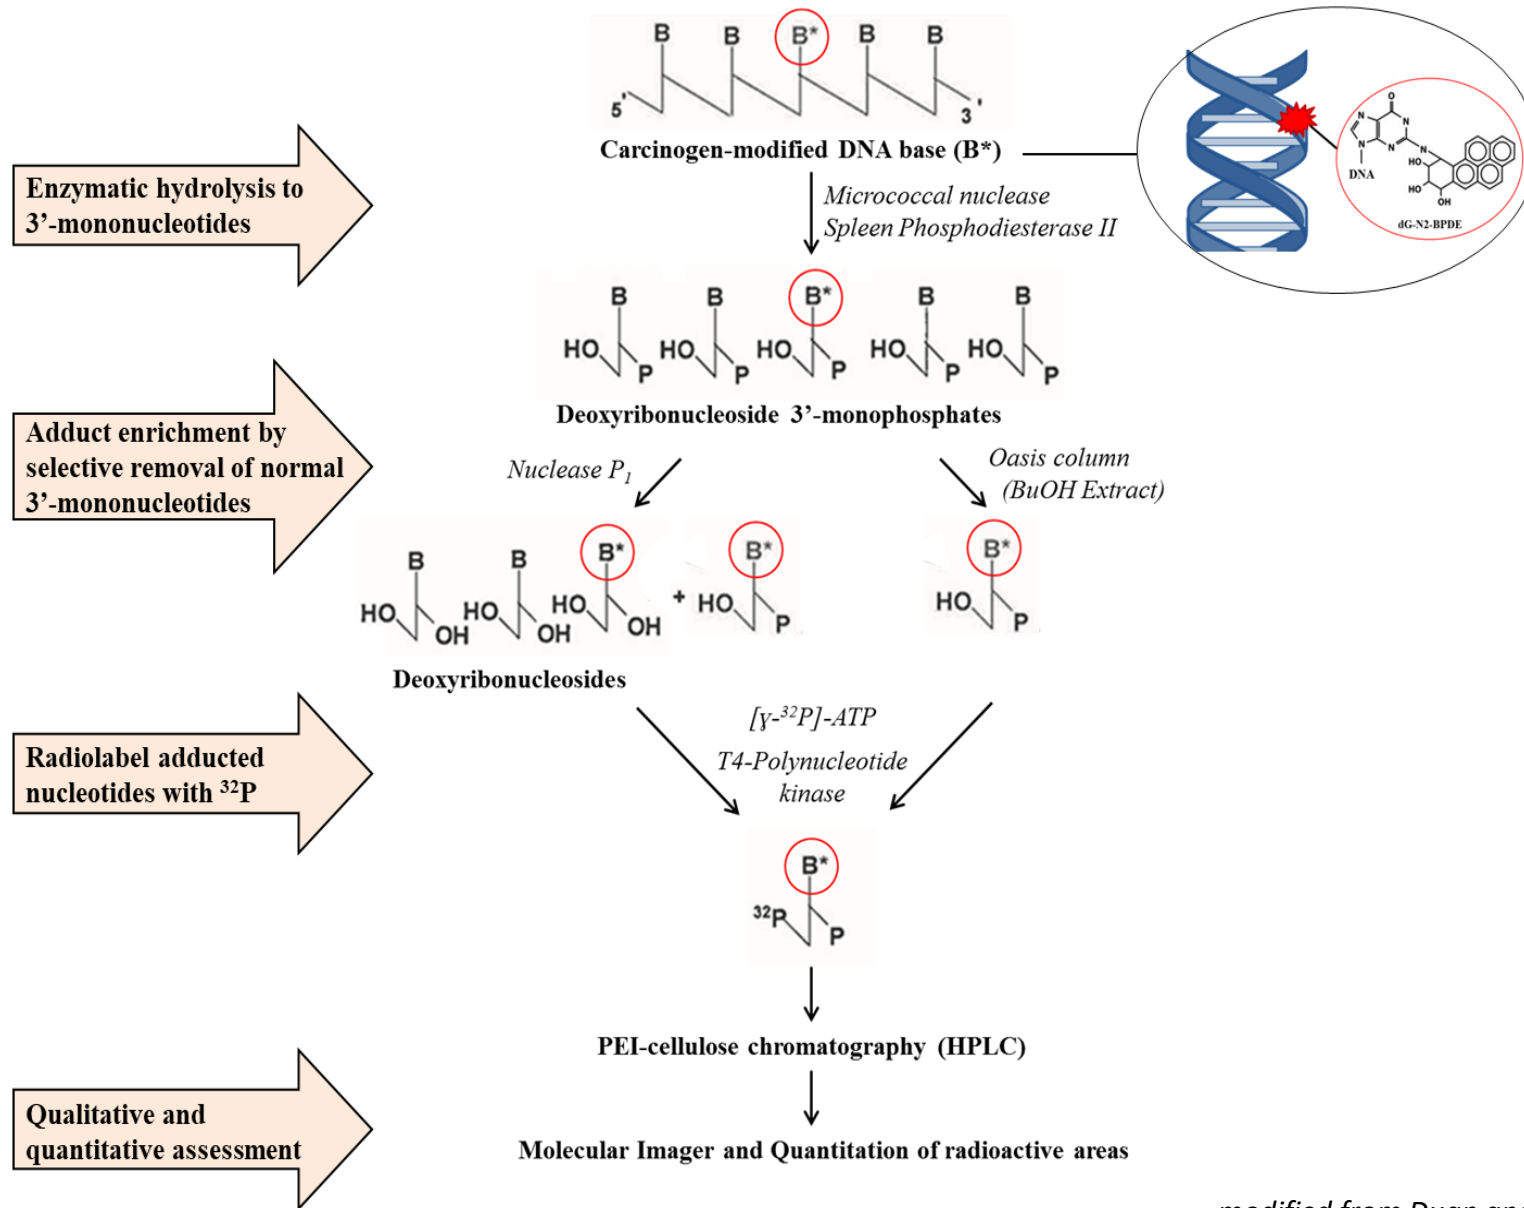 B B B* B B
5' 3'
Carcinogen-modified DNA base (B*)
O
N N
N N N
DNA
HO
HO
OH
dG-N2-BPDE
Enzymatic hydrolysis to
3’-mononucleotides
Micrococcal nuclease
Spleen Phosphodiesterase II
B B B* B B
HO P HO P HO P HO P HO P
Deoxyribonucleoside 3’-monophosphates
Adduct enrichment by
selective removal of normal
3’-mononucleotides
Nuclease P₁
Oasis column
(BuOH Extract)
B B B* B* B*
HO OH HO OH HO OH + HO P HO P
Deoxyribonucleosides
Radiolabel adducted
nucleotides with ³²P
[γ-³²P]-ATP
T4-Polynucleotide
kinase
B*
³²P P
PEI-cellulose chromatography (HPLC)
Qualitative and
quantitative assessment
Molecular Imager and Quantitation of radioactive areas